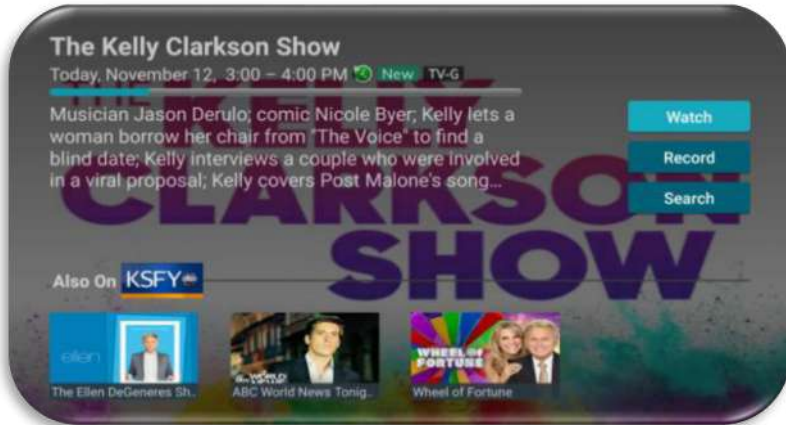 The Kelly Clarkson Show
Today, November 12, 3:00 – 4:00 PM New TV-G
Musician Jason Derulo; comic Nicole Byer; Kelly lets a
woman borrow her chair from "The Voice" to find a
blind date; Kelly interviews a couple who were involved
in a viral proposal; Kelly covers Post Malone's song...
Watch
Record
Search
THE
KELLY
CLARKSON
SHOW
Also On KSFY
ellen
WORLD NEWS
WHEEL OF
FORTUNE
The Ellen DeGeneres Sh..
ABC World News Tonig..
Wheel of Fortune